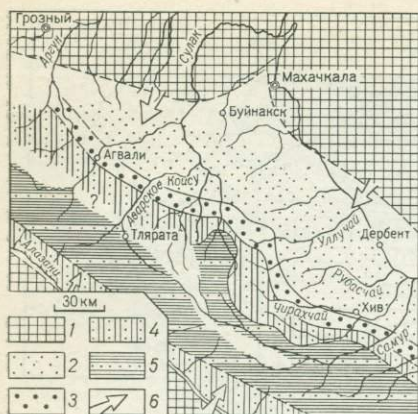 Грозный
Аргун
Сулак
Махачкала
Буйнакск
Агвали
Аварское Койсу
?
Тлярата
Уллучай
Дербент
Рубасчай
Хив
Чирахчай
Самур
Алазани
30 км
1 4
2 5
3 6